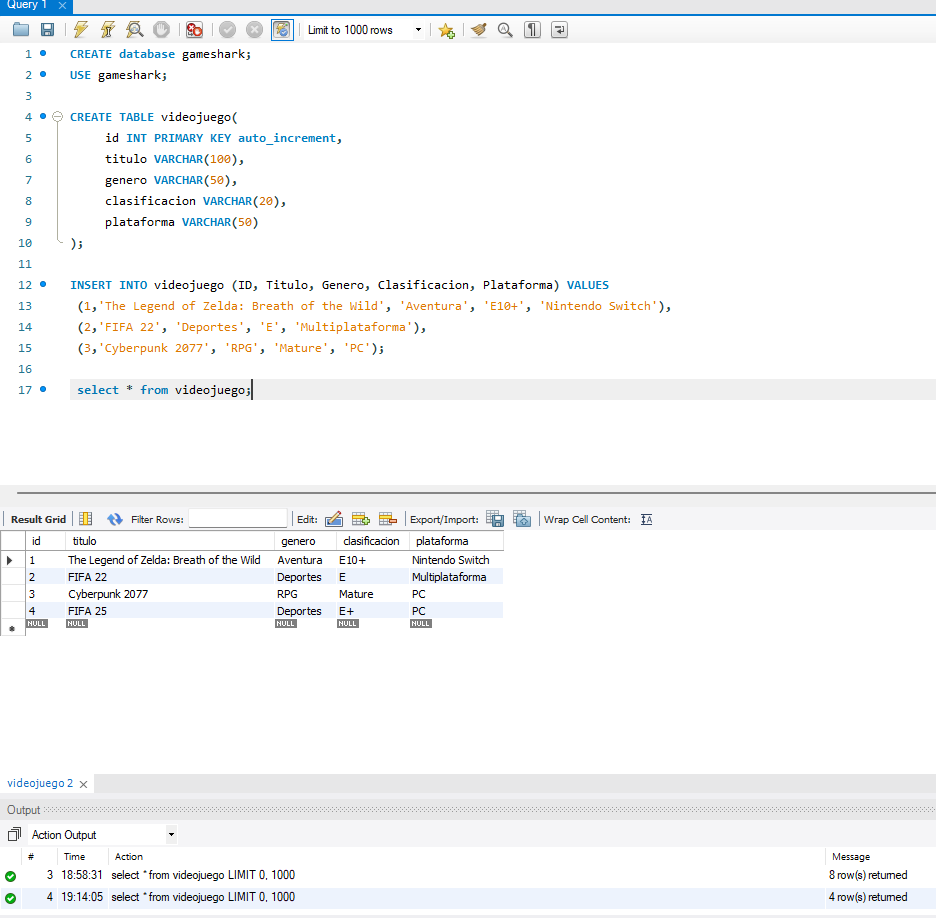 Query 1
Limit to 1000 rows
1 CREATE database gameshark;
2 USE gameshark;
3
4 CREATE TABLE videojuego(
5 id INT PRIMARY KEY auto_increment,
6 titulo VARCHAR(100),
7 genero VARCHAR(50),
8 clasificacion VARCHAR(20),
9 plataforma VARCHAR(50)
10 );
11
12 INSERT INTO videojuego (ID, Titulo, Genero, Clasificacion, Plataforma) VALUES
13 (1,'The Legend of Zelda: Breath of the Wild', 'Aventura', 'E10+', 'Nintendo Switch'),
14 (2,'FIFA 22', 'Deportes', 'E', 'Multiplataforma'),
15 (3,'Cyberpunk 2077', 'RPG', 'Mature', 'PC');
16
17 select * from videojuego;
Result Grid Filter Rows: Edit: Export/Import: Wrap Cell Content: IA
id titulo genero clasificacion plataforma
1 The Legend of Zelda: Breath of the Wild Aventura E10+ Nintendo Switch
2 FIFA 22 Deportes E Multiplataforma
3 Cyberpunk 2077 RPG Mature PC
4 FIFA 25 Deportes E+ PC
NULL NULL NULL NULL NULL
videojuego 2
Output
Action Output
# Time Action Message
3 18:58:31 select * from videojuego LIMIT 0, 1000 8 row(s) returned
4 19:14:05 select * from videojuego LIMIT 0, 1000 4 row(s) returned